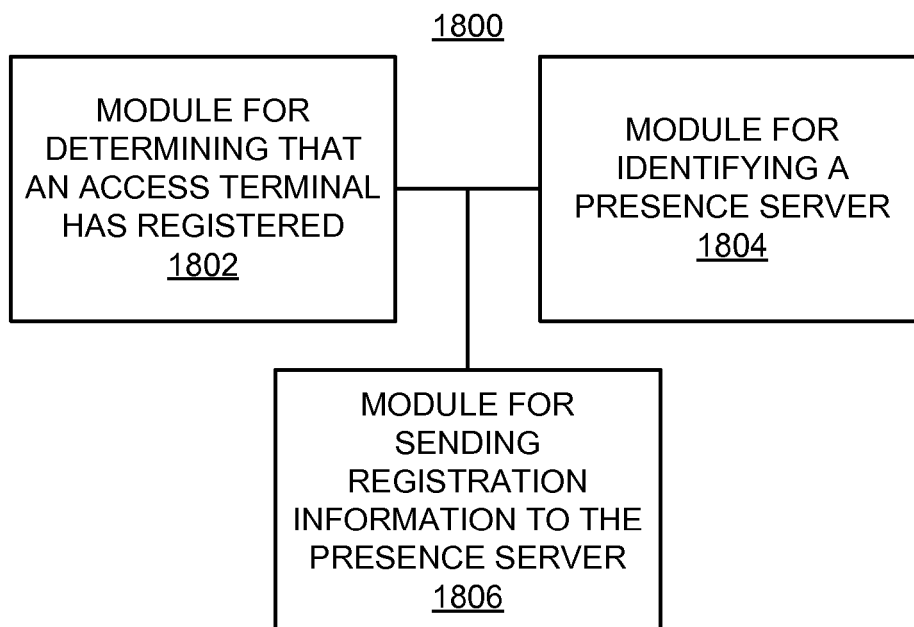 1800
MODULE FOR
DETERMINING THAT
AN ACCESS TERMINAL
HAS REGISTERED
1802
MODULE FOR
IDENTIFYING A
PRESENCE SERVER
1804
MODULE FOR
SENDING
REGISTRATION
INFORMATION TO THE
PRESENCE SERVER
1806